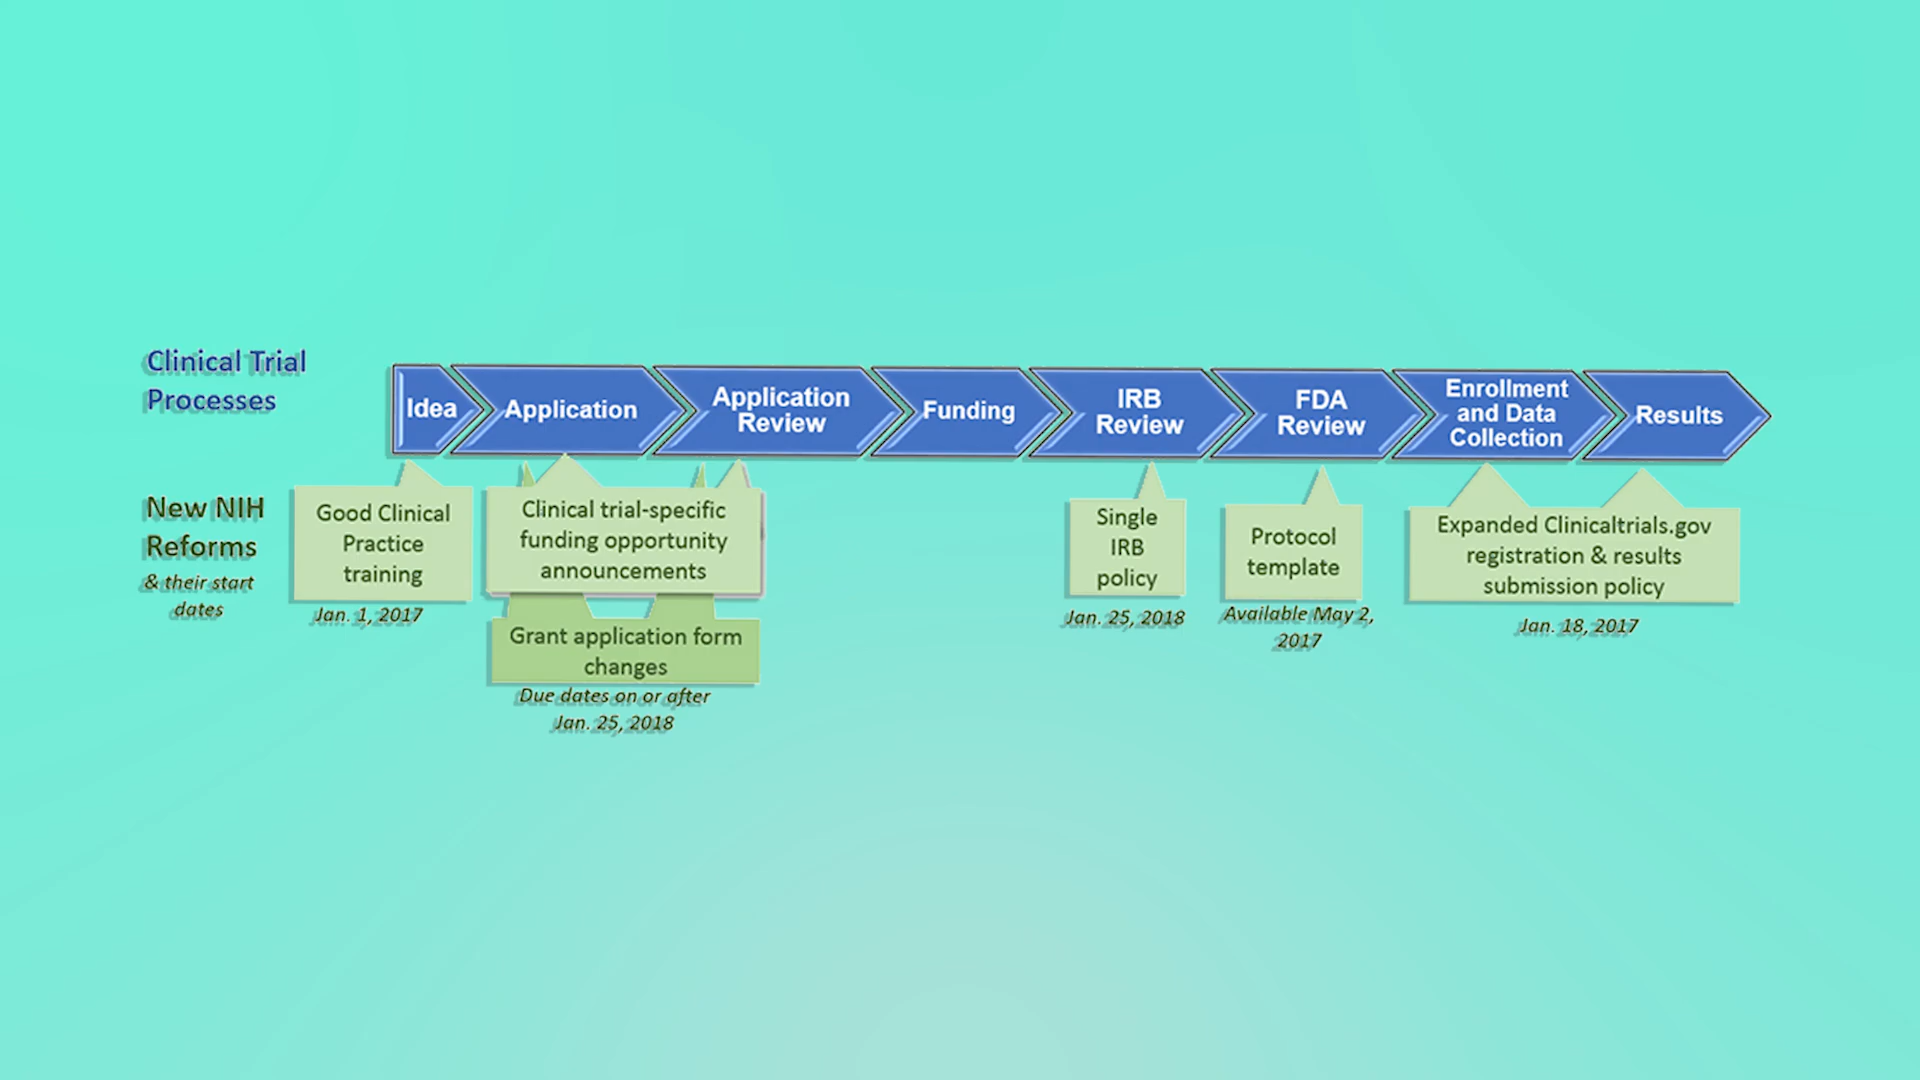 Clinical Trial
Processes
Idea
Application
Application
Review
Funding
IRB
Review
FDA
Review
Enrollment
and Data
Collection
Results
New NIH
Reforms
& their start
dates
Good Clinical
Practice
training
Jan. 1, 2017
Clinical trial-specific
funding opportunity
announcements
Grant application form
changes
Due dates on or after
Jan. 25, 2018
Single
IRB
policy
Jan. 25, 2018
Protocol
template
Available May 2,
2017
Expanded Clinicaltrials.gov
registration & results
submission policy
Jan. 18, 2017